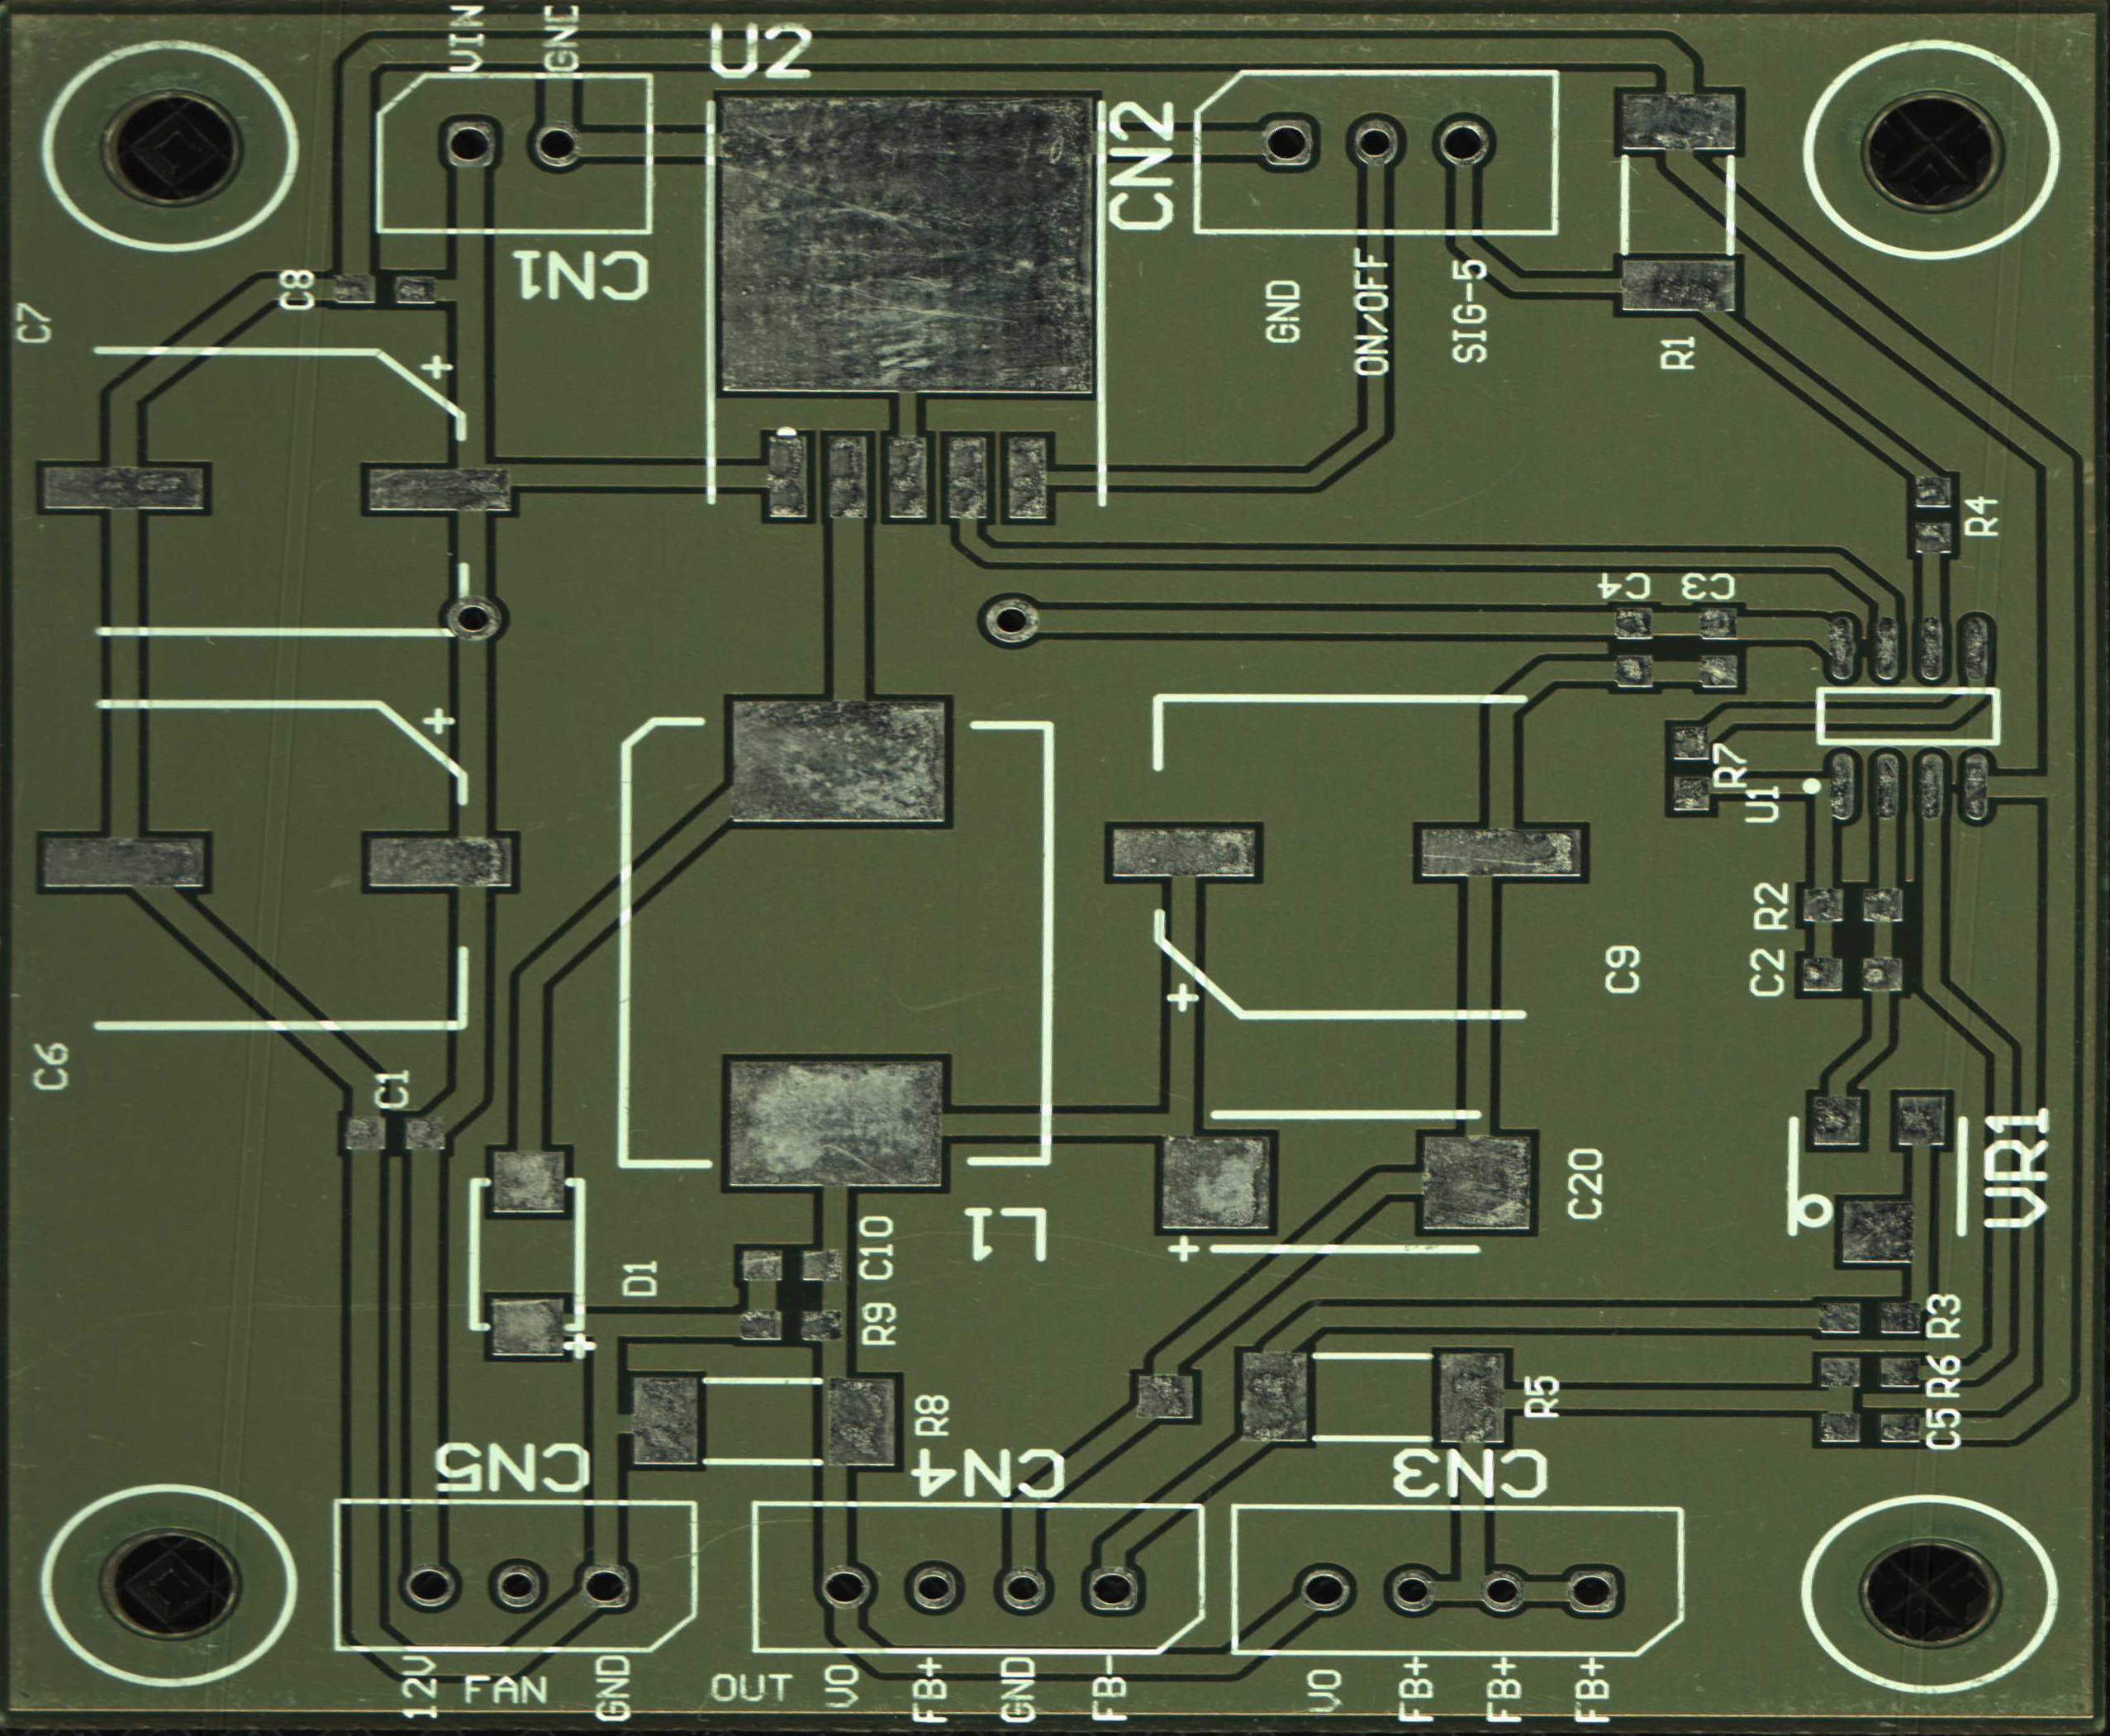 VIN
GND
U2
CN2
CN1
C8
C7
GND
ON/OFF
SIG-5
R1
R4
C4
C3
R7
U1
C9
C2
R2
C6
C1
VR1
C20
L1
D1
C10
R9
R3
R6
R5
C5
R8
CN5
CN4
CN3
12V
FAN
GND
OUT
VO
FB+
GND
FB-
VO
FB+
FB+
FB+